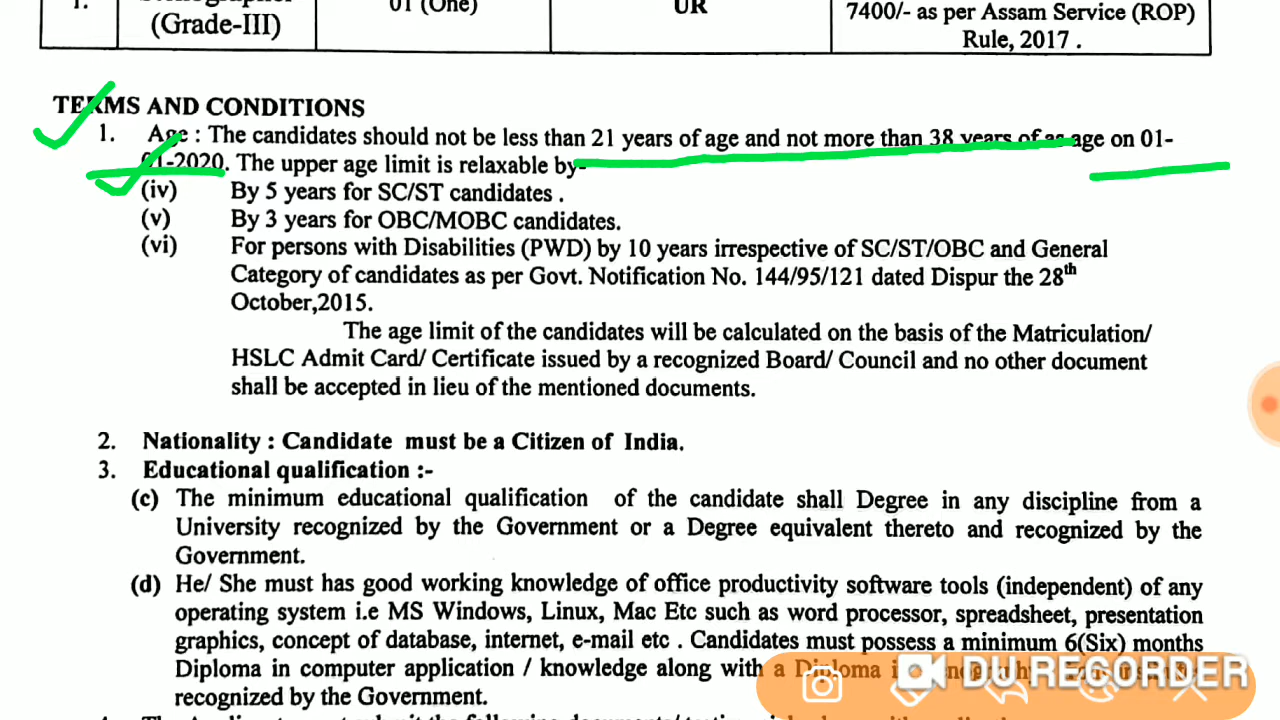 1.
(Grade-III)
01 (One)
UR
7400/- as per Assam Service (ROP)
Rule, 2017 .
TERMS AND CONDITIONS
1. Age : The candidates should not be less than 21 years of age and not more than 38 years of as age on 01-
01-2020. The upper age limit is relaxable by-
(iv) By 5 years for SC/ST candidates .
(v) By 3 years for OBC/MOBC candidates.
(vi) For persons with Disabilities (PWD) by 10 years irrespective of SC/ST/OBC and General
Category of candidates as per Govt. Notification No. 144/95/121 dated Dispur the 28th
October,2015.
The age limit of the candidates will be calculated on the basis of the Matriculation/
HSLC Admit Card/ Certificate issued by a recognized Board/ Council and no other document
shall be accepted in lieu of the mentioned documents.
2. Nationality : Candidate must be a Citizen of India.
3. Educational qualification :-
(c) The minimum educational qualification of the candidate shall Degree in any discipline from a
University recognized by the Government or a Degree equivalent thereto and recognized by the
Government.
(d) He/ She must has good working knowledge of office productivity software tools (independent) of any
operating system i.e MS Windows, Linux, Mac Etc such as word processor, spreadsheet, presentation
graphics, concept of database, internet, e-mail etc . Candidates must possess a minimum 6(Six) months
Diploma in computer application / knowledge along with a Diploma
recognized by the Government.
DU RECORDER